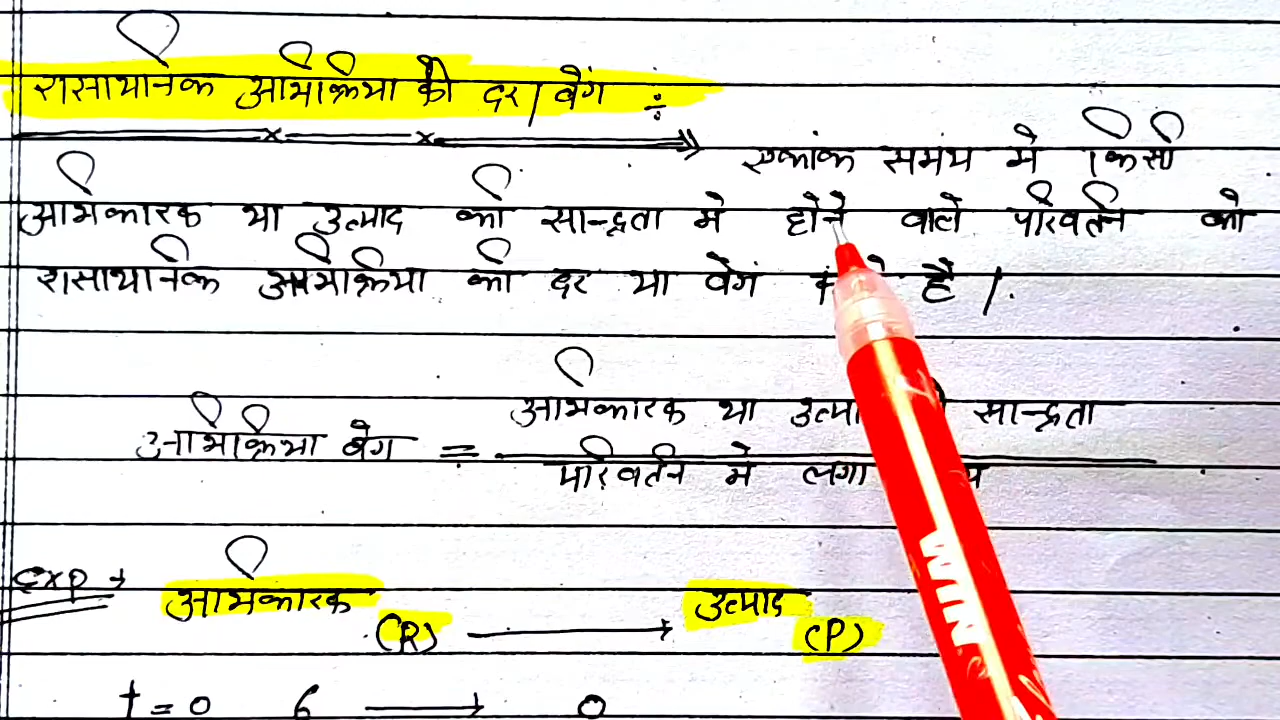 रासायनिक अभिक्रिया की दर / वेग ÷
एकांक समय मे किसी
अभिकारक या उत्पाद की सान्द्रता मे होने वाले परिवर्तन को
रासायनिक अभिक्रिया की दर या वेग है |.
अभिकारक या सान्द्रता
अभिक्रिया वेग =
परिवर्तन मे लगा
exp →
अभिकारक उत्पाद
(R) → (P)
t = 0 6 → 0
WIN